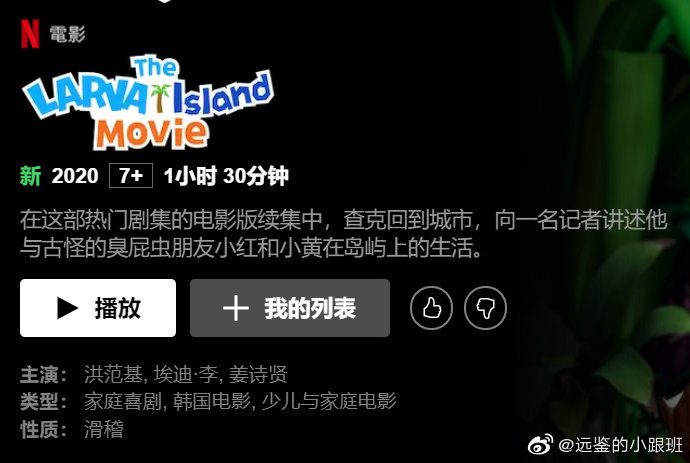 N 電影
The
LARVA Island
Movie
新 2020 7+ 1小时 30分钟
在这部热门剧集的电影版续集中，查克回到城市，向一名记者讲述他
与古怪的臭屁虫朋友小红和小黄在岛屿上的生活。
播放 我的列表
主演： 洪范基, 埃迪·李, 姜诗贤
类型： 家庭喜剧, 韩国电影, 少儿与家庭电影
性质： 滑稽
@远鉴的小跟班